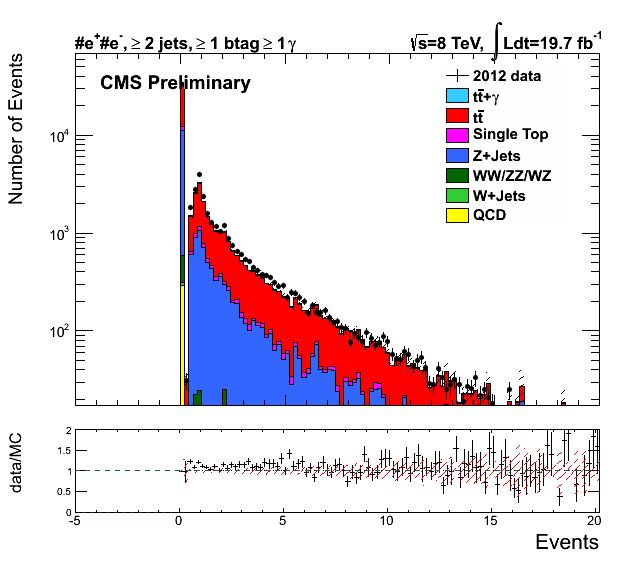 #e⁺#e⁻, ≥ 2 jets, ≥ 1 btag ≥ 1 γ
√s=8 TeV, ∫ Ldt=19.7 fb⁻¹
CMS Preliminary
2012 data
tt̄+γ
tt̄
Single Top
Z+Jets
WW/ZZ/WZ
W+Jets
QCD
Number of Events
10⁴
10³
10²
data/MC
2
1.5
1
0.5
0
-5 0 5 10 15 20
Events